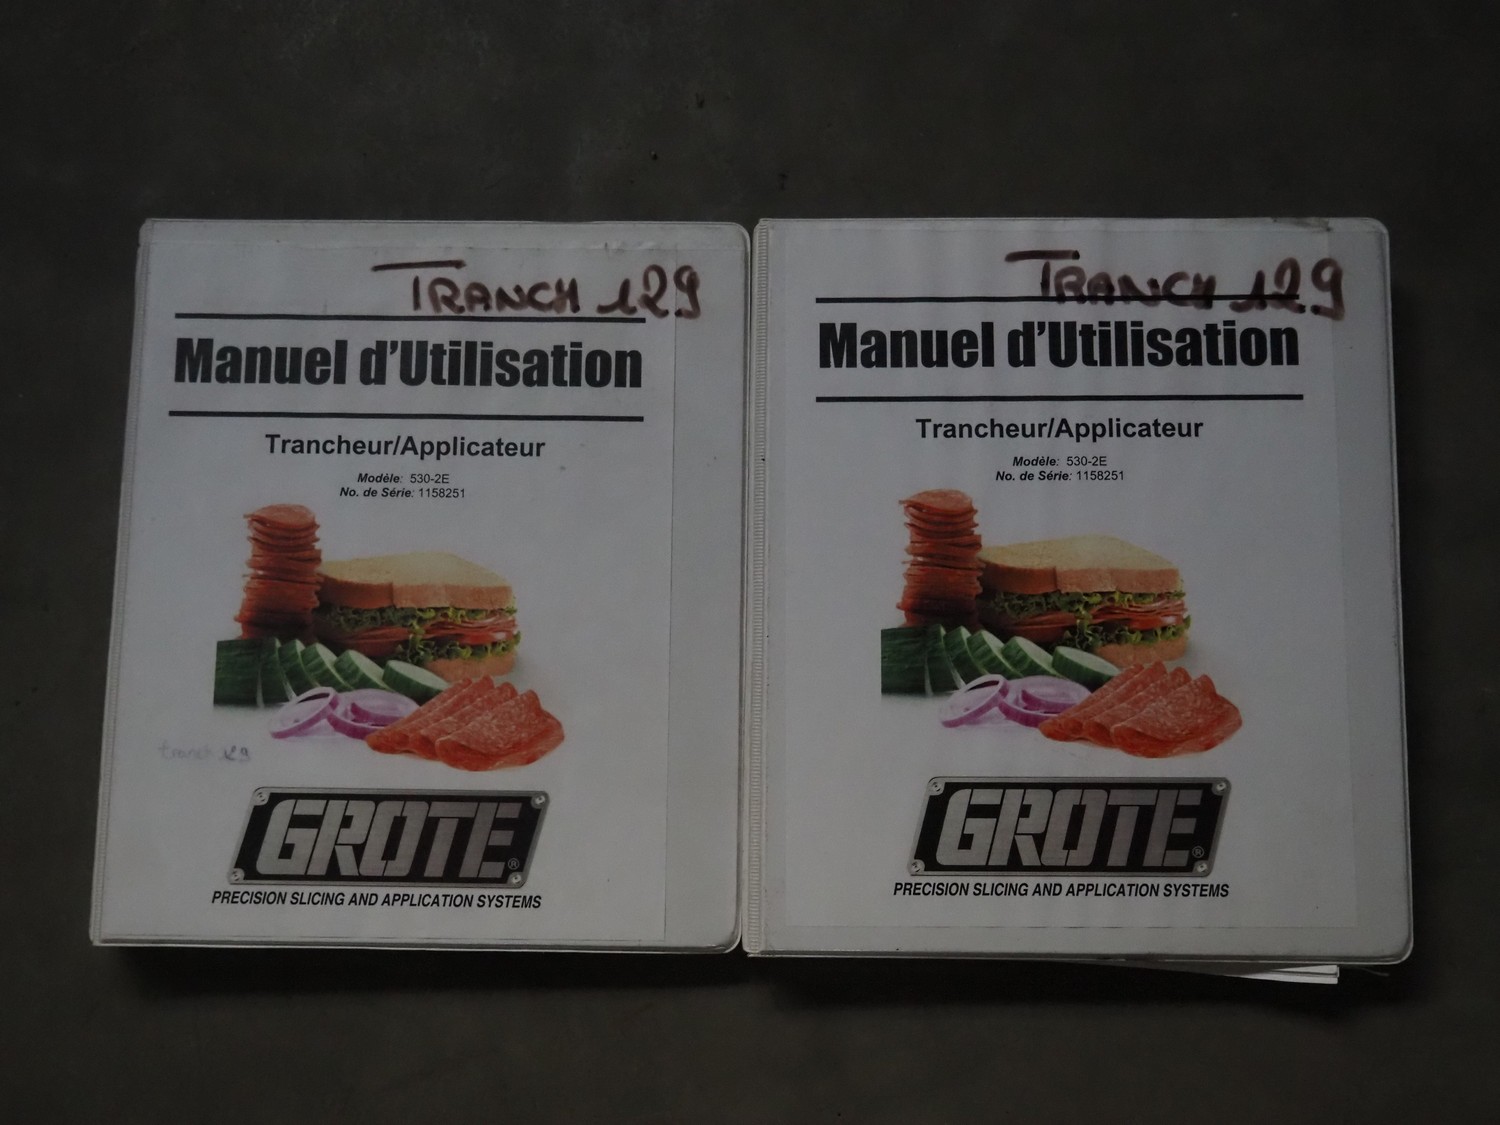 TRANCH 129
Manuel d'Utilisation
Trancheur/Applicateur
Modèle: 530-2E
No. de Série: 1158251
tranch 129
GROTE®
PRECISION SLICING AND APPLICATION SYSTEMS
TRANCH 129
Manuel d'Utilisation
Trancheur/Applicateur
Modèle: 530-2E
No. de Série: 1158251
GROTE®
PRECISION SLICING AND APPLICATION SYSTEMS